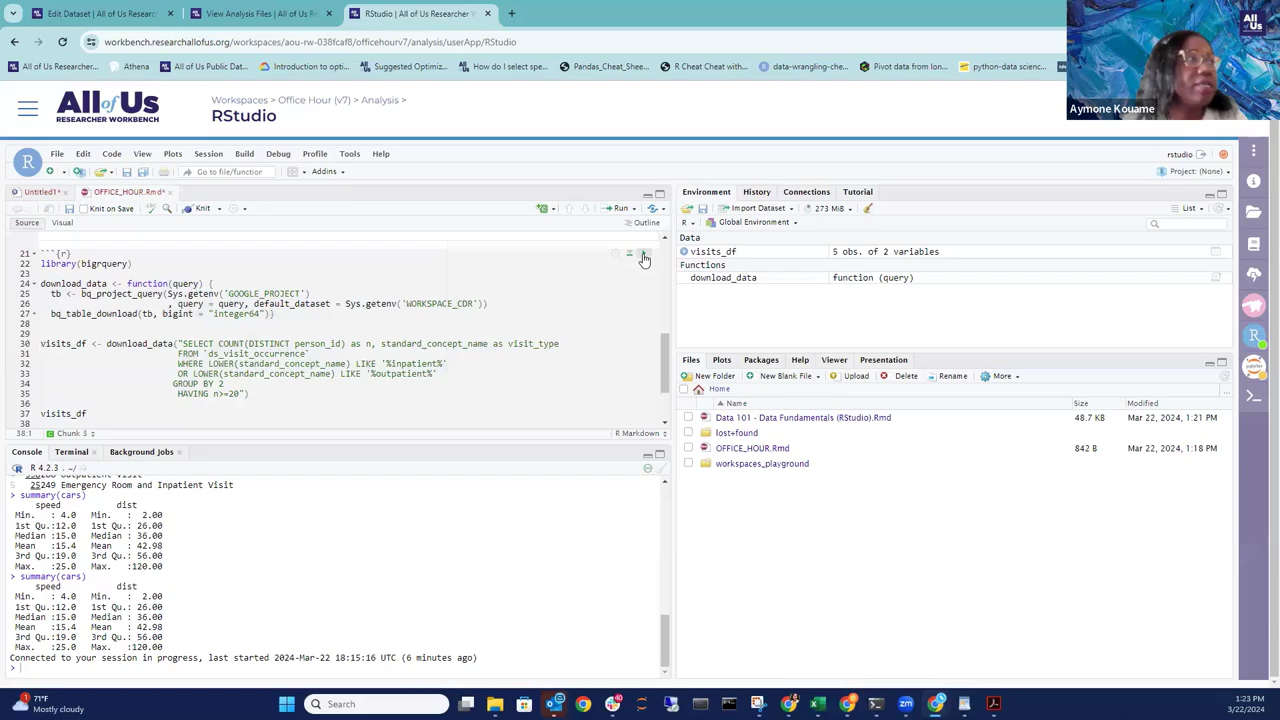 Edit Dataset | All of Us Researc
View Analysis Files | Office of U
RStudio | All of Us Researcher W
workbench.researchallofus.org/workspaces/aou-rw-038fcaf8/officehourv7/analysis/userApp/RStudio
All of Us Researcher...
Athena
All of Us Public Dat...
Introduction to opti...
Suggested Optimiz...
How do I select spe...
Pandas_Cheat_Shee...
R Cheat Cheat with...
data-wrangling-che...
Pivot data from lon...
python-data scienc...
All of Us
Aymone Kouame
All of Us
RESEARCHER WORKBENCH
Workspaces > Office Hour (v7) > Analysis >
RStudio
R
File Edit Code View Plots Session Build Debug Profile Tools Help
rstudio
Go to file/function
Addins
Project: (None)
Untitled1*
OFFICE_HOUR.Rmd*
Knit on Save
Knit
Run
Source Visual
Outline
21 ```{r}
22 library(bigrquery)
23
24 download_data <- function(query) {
25 tb <- bq_project_query(Sys.getenv('GOOGLE_PROJECT')
26 , query = query, default_dataset = Sys.getenv('WORKSPACE_CDR'))
27 bq_table_download(tb, bigint = "integer64")}
28
29
30 visits_df <- download_data("SELECT COUNT(DISTINCT person_id) as n, standard_concept_name as visit_type
31 FROM `ds_visit_occurrence`
32 WHERE LOWER(standard_concept_name) LIKE '%inpatient%'
33 OR LOWER(standard_concept_name) LIKE '%outpatient%'
34 GROUP BY 2
35 HAVING n>=20")
36
37 visits_df
38
38:1 Chunk 3
R Markdown
Console Terminal Background Jobs
R 4.2.3 . ~/
5 25249 Emergency Room and Inpatient Visit
> summary(cars)
speed dist
Min. : 4.0 Min. : 2.00
1st Qu.:12.0 1st Qu.: 26.00
Median :15.0 Median : 36.00
Mean :15.4 Mean : 42.98
3rd Qu.:19.0 3rd Qu.: 56.00
Max. :25.0 Max. :120.00
> summary(cars)
speed dist
Min. : 4.0 Min. : 2.00
1st Qu.:12.0 1st Qu.: 26.00
Median :15.0 Median : 36.00
Mean :15.4 Mean : 42.98
3rd Qu.:19.0 3rd Qu.: 56.00
Max. :25.0 Max. :120.00
Connected to your session in progress, last started 2024-Mar-22 18:15:16 UTC (6 minutes ago)
>
Environment History Connections Tutorial
Import Dataset
273 MiB
List
R
Global Environment
Data
visits_df 5 obs. of 2 variables
Functions
download_data function (query)
Files Plots Packages Help Viewer Presentation
New Folder New Blank File Upload Delete Rename More
Home
Name Size Modified
Data 101 - Data Fundamentals (RStudio).Rmd 48.7 KB Mar 22, 2024, 1:21 PM
lost+found
OFFICE_HOUR.Rmd 842 B Mar 22, 2024, 1:18 PM
workspaces_playground
71°F
Mostly cloudy
Search
1:23 PM
3/22/2024